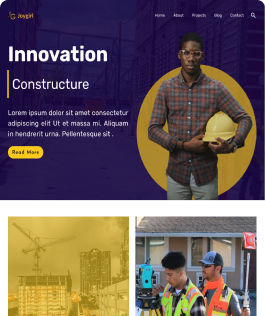 Joygirl
Home About Projects Blog Contact
Innovation
Constructure
Lorem ipsum dolor sit amet consectetur
adipiscing elit Ut et massa mi. Aliquam
in hendrerit urna. Pellentesque sit .
Read More